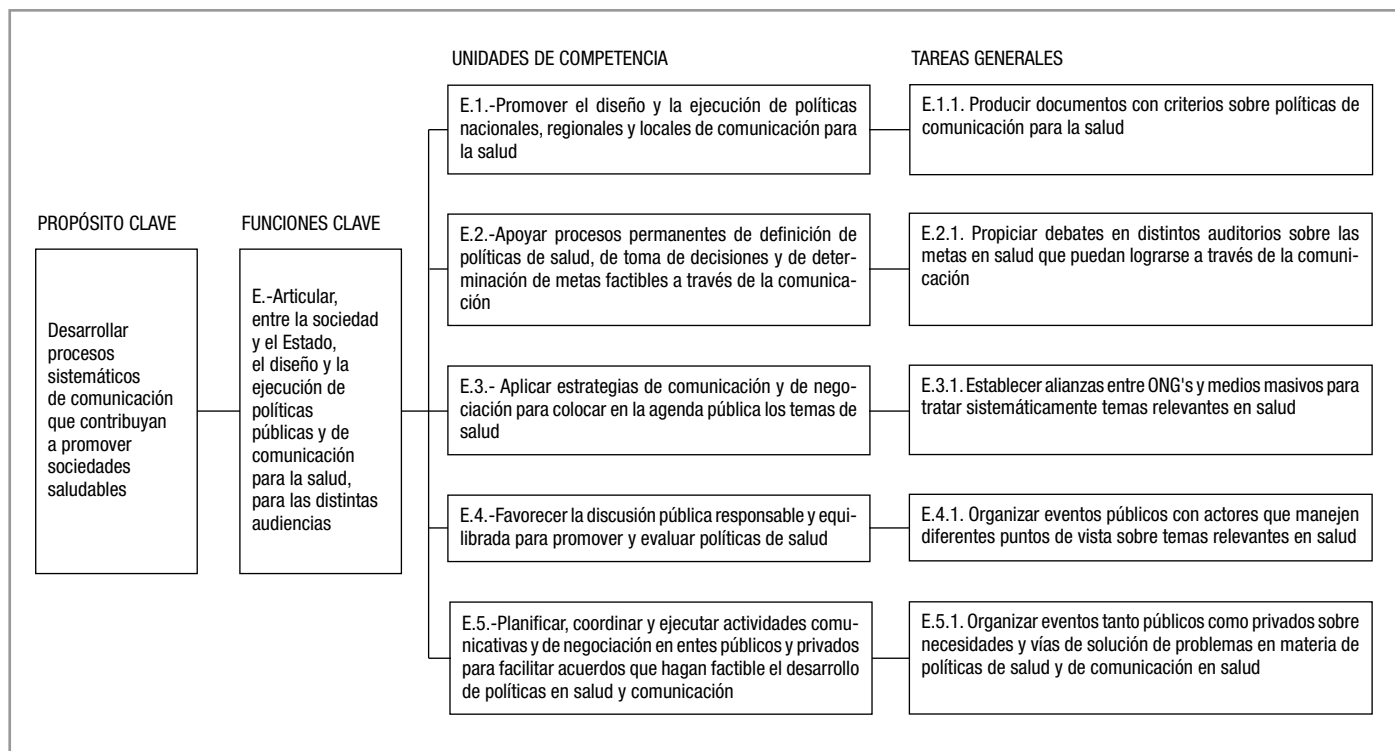 UNIDADES DE COMPETENCIA
TAREAS GENERALES
E.1.-Promover el diseño y la ejecución de políticas
nacionales, regionales y locales de comunicación para
la salud
E.1.1. Producir documentos con criterios sobre políticas de
comunicación para la salud
PROPÓSITO CLAVE
FUNCIONES CLAVE
Desarrollar
procesos
sistemáticos
de comunicación
que contribuyan
a promover
sociedades
saludables
E.-Articular,
entre la sociedad
y el Estado,
el diseño y la
ejecución de
políticas
públicas y de
comunicación
para la salud,
para las distintas
audiencias
E.2.-Apoyar procesos permanentes de definición de
políticas de salud, de toma de decisiones y de deter-
minación de metas factibles a través de la comunica-
ción
E.2.1. Propiciar debates en distintos auditorios sobre las
metas en salud que puedan lograrse a través de la comuni-
cación
E.3.- Aplicar estrategias de comunicación y de nego-
ciación para colocar en la agenda pública los temas de
salud
E.3.1. Establecer alianzas entre ONG's y medios masivos para
tratar sistemáticamente temas relevantes en salud
E.4.-Favorecer la discusión pública responsable y equi-
librada para promover y evaluar políticas de salud
E.4.1. Organizar eventos públicos con actores que manejen
diferentes puntos de vista sobre temas relevantes en salud
E.5.-Planificar, coordinar y ejecutar actividades comu-
nicativas y de negociación en entes públicos y privados
para facilitar acuerdos que hagan factible el desarrollo
de políticas en salud y comunicación
E.5.1. Organizar eventos tanto públicos como privados sobre
necesidades y vías de solución de problemas en materia de
políticas de salud y de comunicación en salud